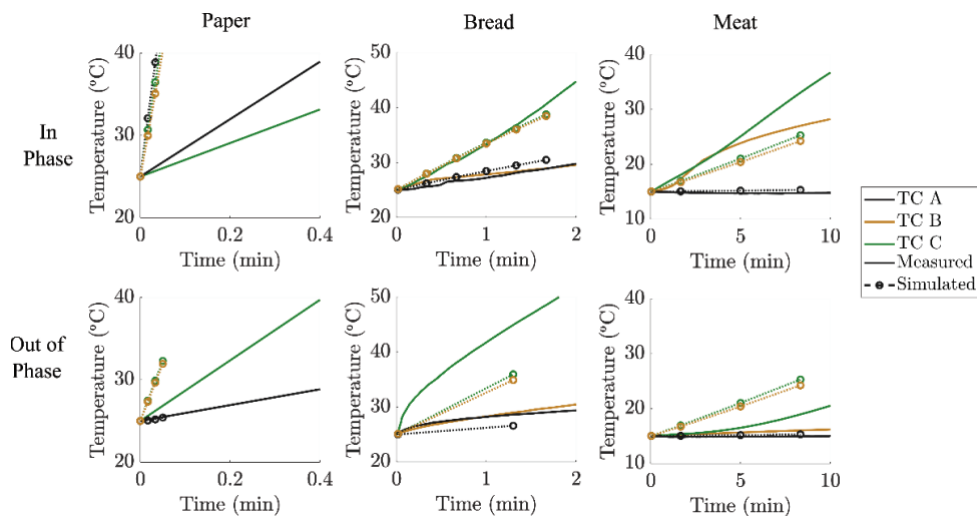 Paper Bread Meat
In
Phase
Temperature (°C)
40
30
20
0 0.2 0.4
Time (min)
Temperature (°C)
50
40
30
20
0 1 2
Time (min)
Temperature (°C)
40
30
20
10
0 5 10
Time (min)
TC A
TC B
TC C
Measured
Simulated
Out of
Phase
Temperature (°C)
40
30
20
0 0.2 0.4
Time (min)
Temperature (°C)
50
40
30
20
0 1 2
Time (min)
Temperature (°C)
40
30
20
10
0 5 10
Time (min)